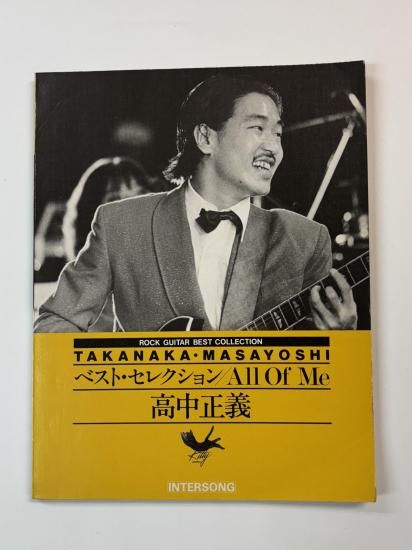 ROCK GUITAR BEST COLLECTION
TAKANAKA・MASAYOSHI
ベスト・セレクション/All Of Me
高中正義
Kitty
INTERSONG